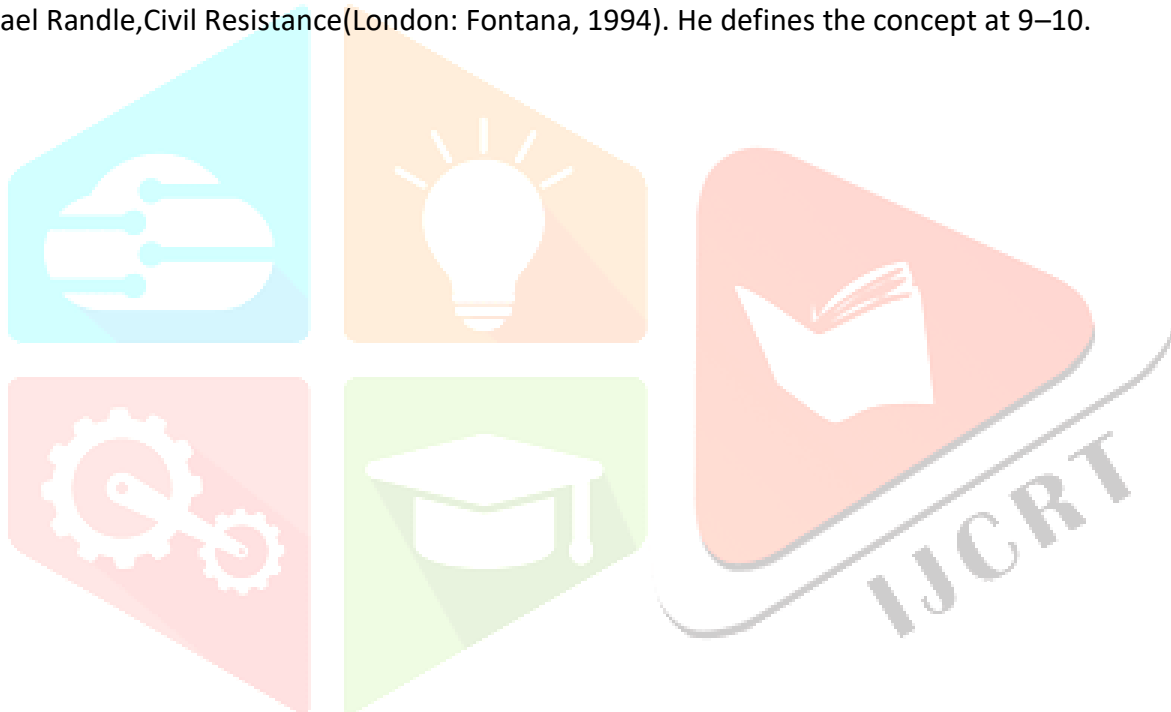 ael Randle,Civil Resistance(London: Fontana, 1994). He defines the concept at 9–10.
IJCRT